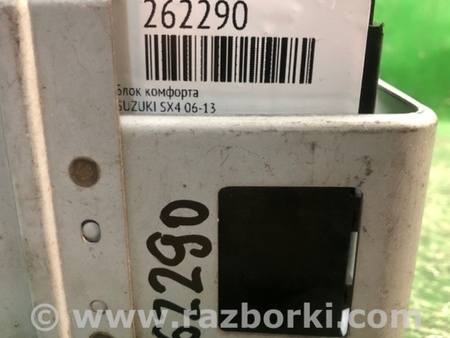 262290
Блок комфорта
SUZUKI SX4 06-13
62290
www.razborki.com